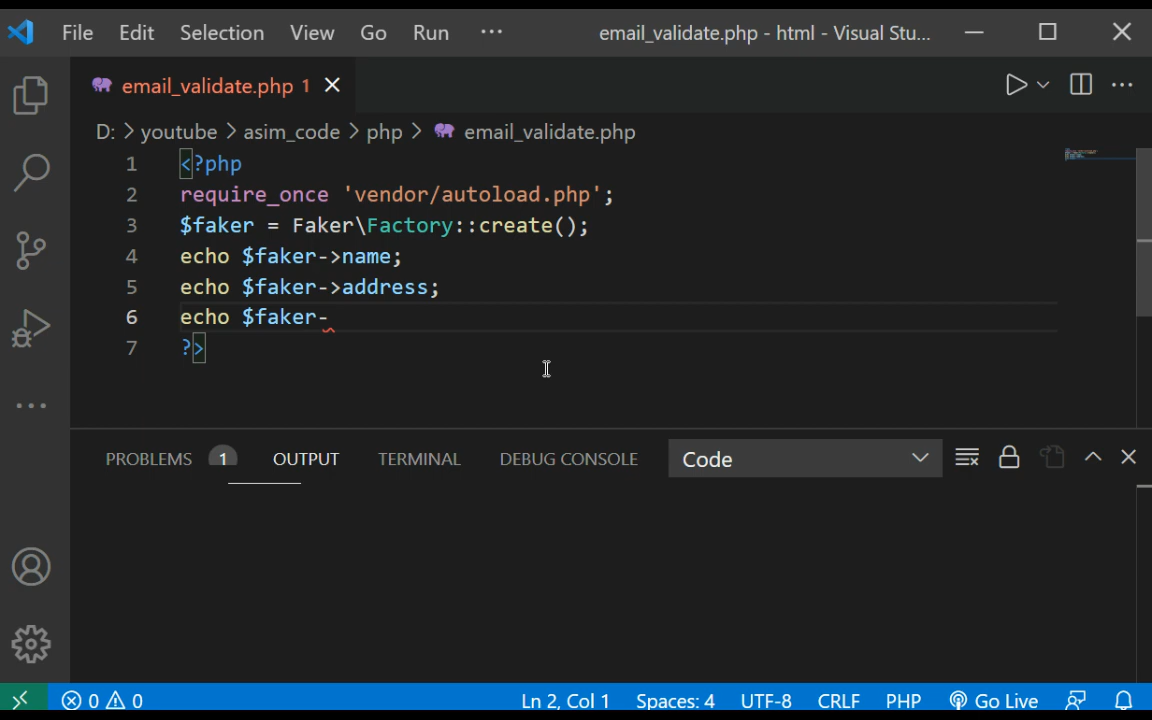 File Edit Selection View Go Run ··· email_validate.php - html - Visual Stu...
email_validate.php 1
D: > youtube > asim_code > php > email_validate.php
1 <?php
2 require_once 'vendor/autoload.php';
3 $faker = Faker\Factory::create();
4 echo $faker->name;
5 echo $faker->address;
6 echo $faker-
7 ?>
PROBLEMS 1 OUTPUT TERMINAL DEBUG CONSOLE Code
0 0 Ln 2, Col 1 Spaces: 4 UTF-8 CRLF PHP Go Live